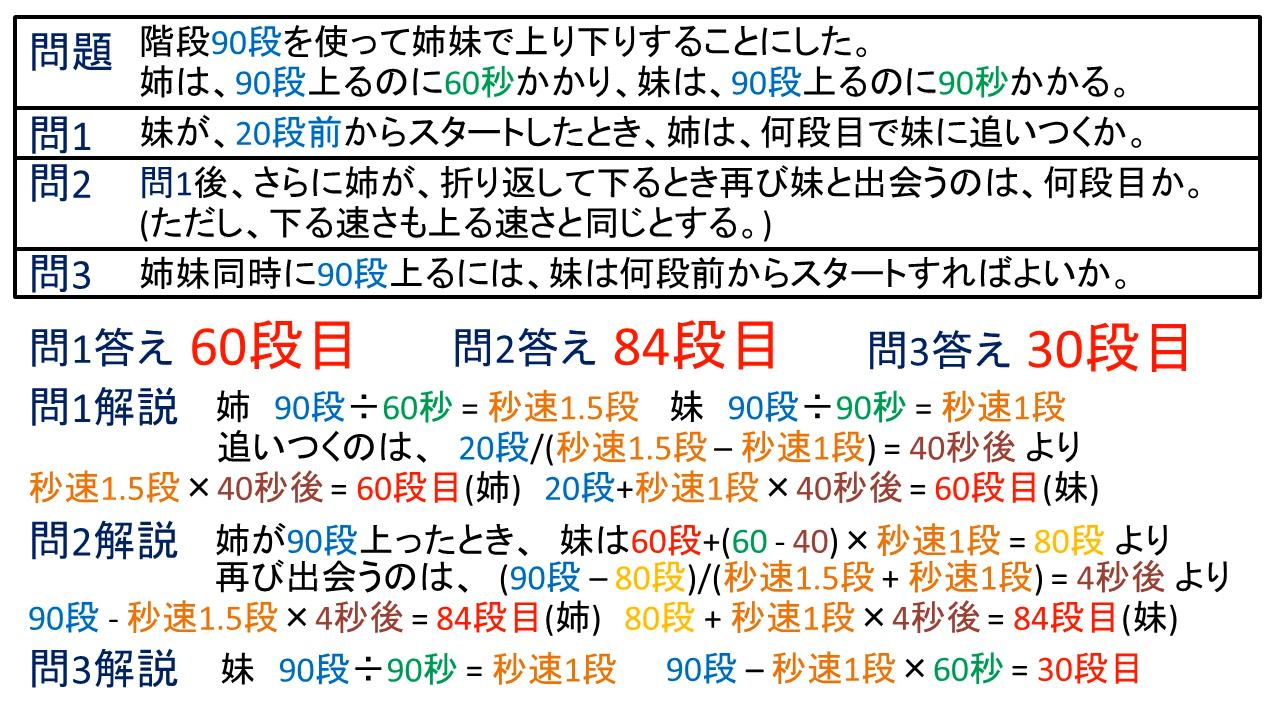 問題 階段90段を使って姉妹で上り下りすることにした。
姉は、90段上るのに60秒かかり、妹は、90段上るのに90秒かかる。
問1 妹が、20段前からスタートしたとき、姉は、何段目で妹に追いつくか。
問2 問1後、さらに姉が、折り返して下るとき再び妹と出会うのは、何段目か。
(ただし、下る速さも上る速さと同じとする。)
問3 姉妹同時に90段上るには、妹は何段前からスタートすればよいか。
問1答え 60段目 問2答え 84段目 問3答え 30段目
問1解説 姉 90段÷60秒 = 秒速1.5段 妹 90段÷90秒 = 秒速1段
追いつくのは、 20段/(秒速1.5段 – 秒速1段) = 40秒後 より
秒速1.5段 × 40秒後 = 60段目(姉) 20段+秒速1段 × 40秒後 = 60段目(妹)
問2解説 姉が90段上ったとき、 妹は60段+(60 - 40) × 秒速1段 = 80段 より
再び出会うのは、 (90段 – 80段)/(秒速1.5段 + 秒速1段) = 4秒後 より
90段 - 秒速1.5段 × 4秒後 = 84段目(姉) 80段 + 秒速1段 × 4秒後 = 84段目(妹)
問3解説 妹 90段÷90秒 = 秒速1段 90段 – 秒速1段 × 60秒 = 30段目